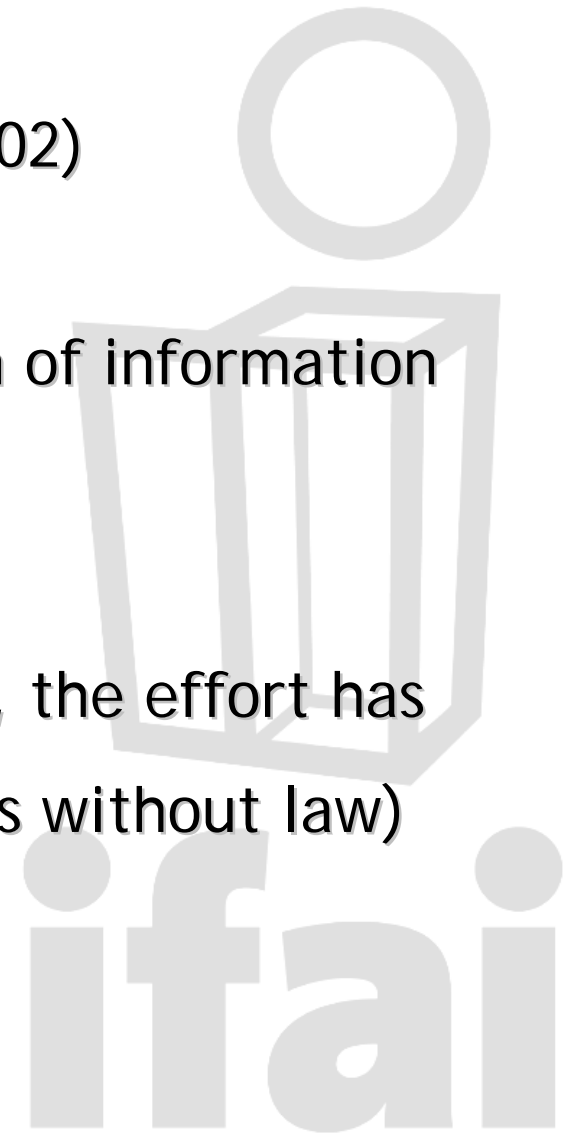 02)
of information
, the effort has
s without law)
ifai